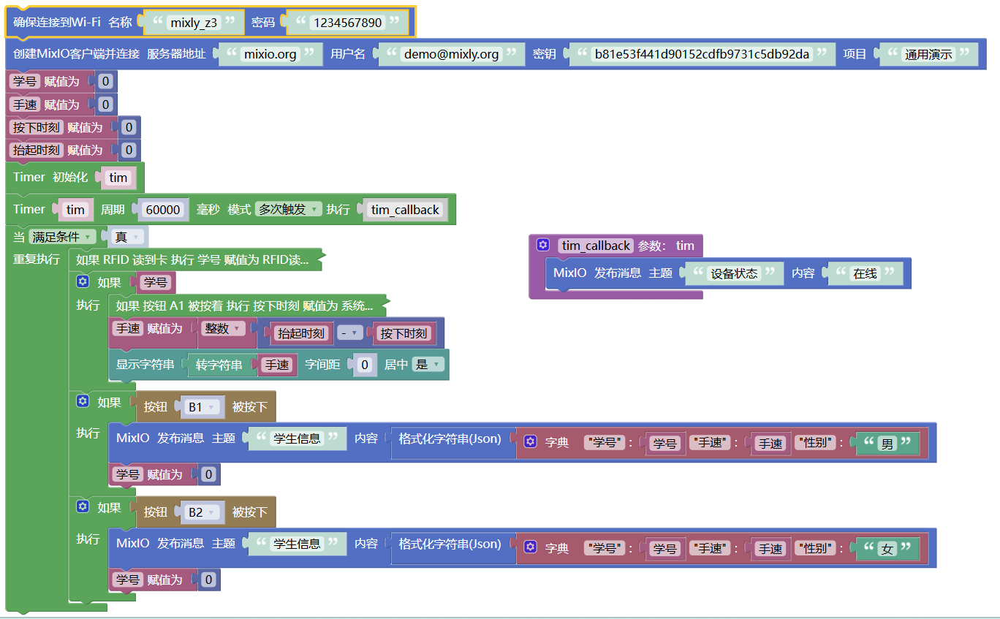 确保连接到Wi-Fi 名称 “ mixly_z3 ” 密码 “ 1234567890 ”
创建MixIO客户端并连接 服务器地址 “ mixio.org ” 用户名 “ demo@mixly.org ” 密钥 “ b81e53f441d90152cdfb9731c5db92da ” 项目 “ 通用演示 ”
学号 赋值为 0
手速 赋值为 0
按下时刻 赋值为 0
抬起时刻 赋值为 0
Timer 初始化 tim
Timer tim 周期 60000 毫秒 模式 多次触发 执行 tim_callback
当 满足条件 真
重复执行 如果 RFID 读到卡 执行 学号 赋值为 RFID读...
如果 学号
执行 如果 按钮 A1 被按着 执行 按下时刻 赋值为 系统...
手速 赋值为 整数 抬起时刻 - 按下时刻
显示字符串 转字符串 手速 字间距 0 居中 是
如果 按钮 B1 被按下
执行 MixIO 发布消息 主题 “ 学生信息 ” 内容 格式化字符串(Json) 字典 "学号" : 学号 "手速" : 手速 "性别" : “ 男 ”
学号 赋值为 0
如果 按钮 B2 被按下
执行 MixIO 发布消息 主题 “ 学生信息 ” 内容 格式化字符串(Json) 字典 "学号" : 学号 "手速" : 手速 "性别" : “ 女 ”
学号 赋值为 0
tim_callback 参数: tim
MixIO 发布消息 主题 “ 设备状态 ” 内容 “ 在线 ”